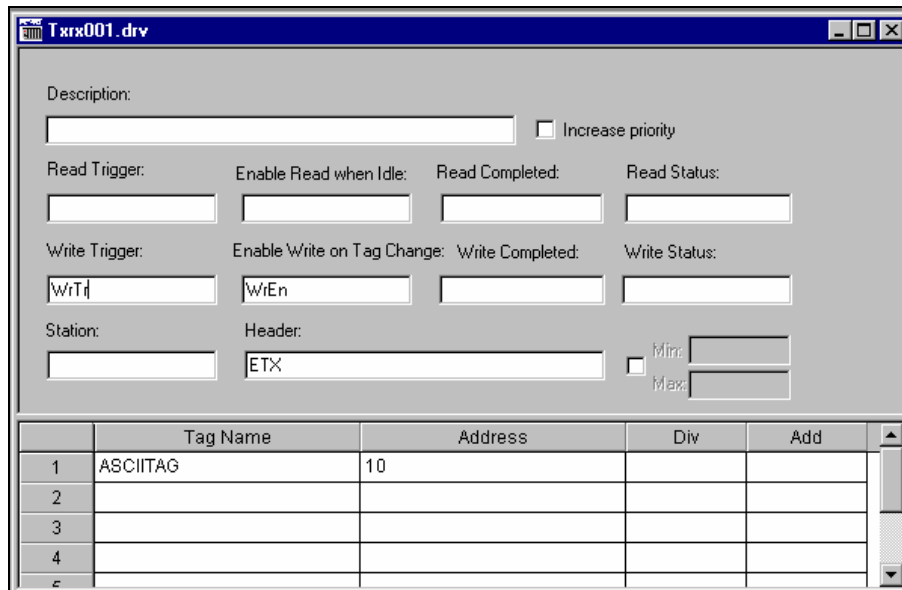 Txrx001.drv
Description:
Increase priority
Read Trigger: Enable Read when Idle: Read Completed: Read Status:
Write Trigger: Enable Write on Tag Change: Write Completed: Write Status:
WrTr WrEn
Station: Header:
ETX
Min:
Max:
Tag Name Address Div Add
1 ASCIITAG 10
2
3
4
5